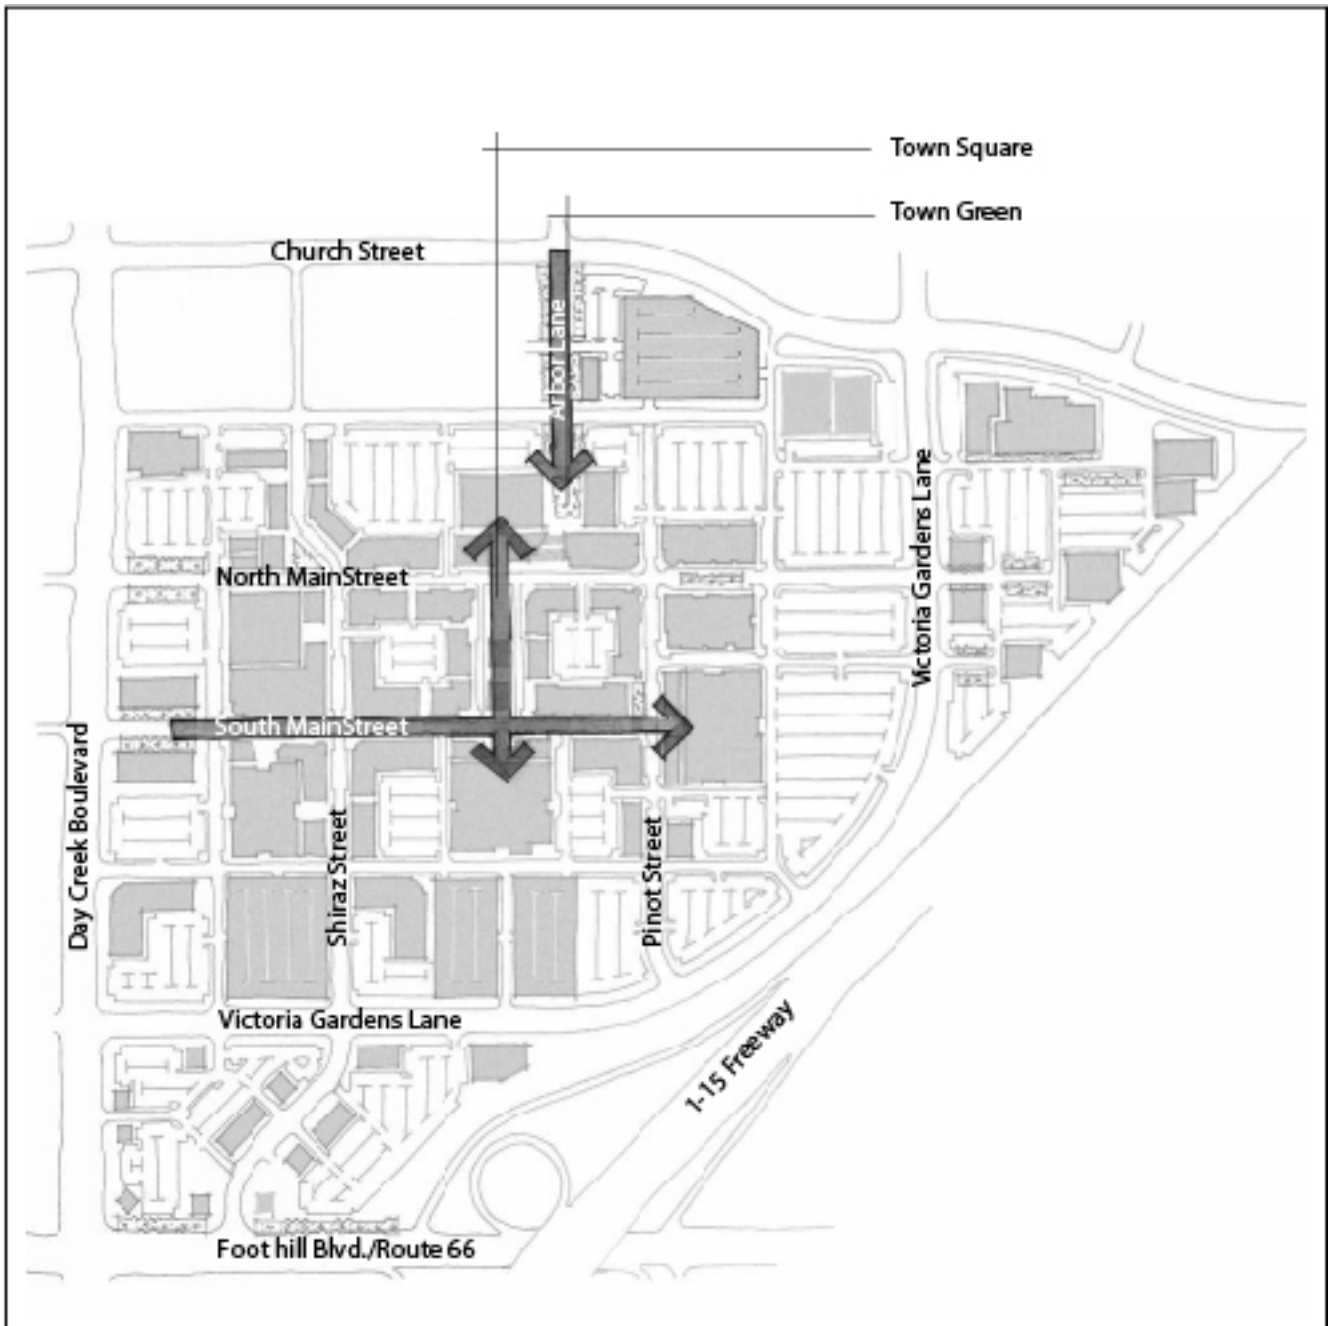 Town Square
Town Green
Church Street
Arbor Lane
Victoria Gardens Lane
North MainStreet
South MainStreet
Day Creek Boulevard
Shiraz Street
Pinot Street
Victoria Gardens Lane
1-15 Freeway
Foot hill Blvd./Route 66